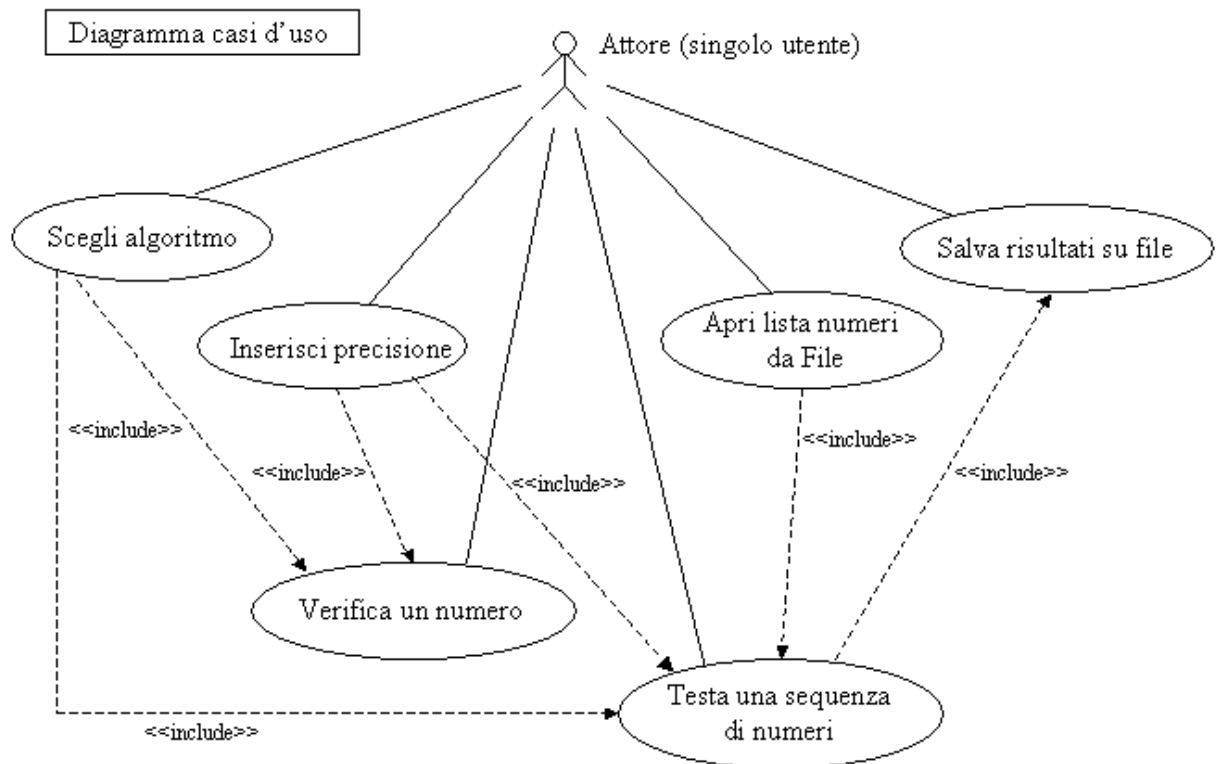 Diagramma casi d'uso
Attore (singolo utente)
Scegli algoritmo
Salva risultati su file
Inserisci precisione
Apri lista numeri
da File
<<include>>
<<include>>
<<include>>
<<include>>
<<include>>
Verifica un numero
Testa una sequenza
di numeri
<<include>>